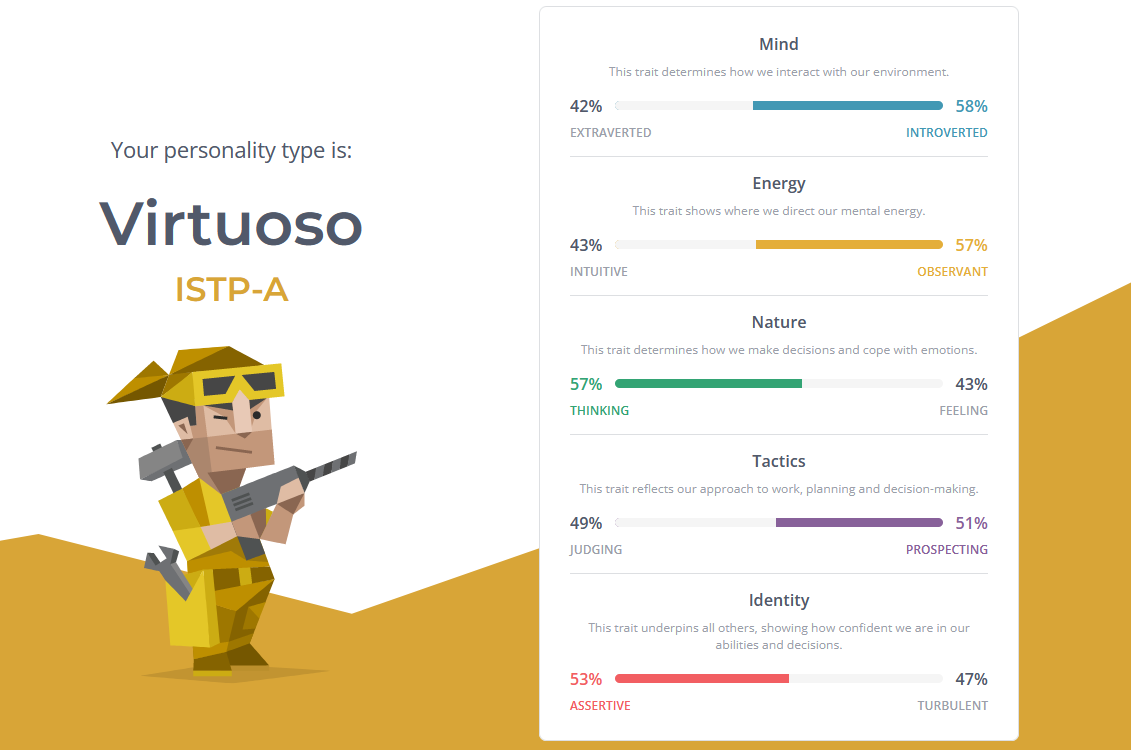 Your personality type is:
Virtuoso
ISTP-A
Mind
This trait determines how we interact with our environment.
42% 58%
EXTRAVERTED INTROVERTED
Energy
This trait shows where we direct our mental energy.
43% 57%
INTUITIVE OBSERVANT
Nature
This trait determines how we make decisions and cope with emotions.
57% 43%
THINKING FEELING
Tactics
This trait reflects our approach to work, planning and decision-making.
49% 51%
JUDGING PROSPECTING
Identity
This trait underpins all others, showing how confident we are in our
abilities and decisions.
53% 47%
ASSERTIVE TURBULENT